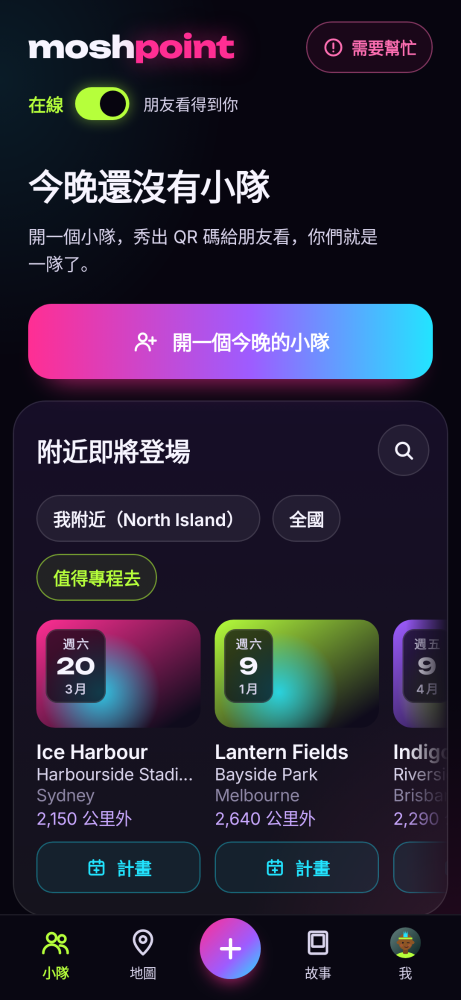 moshpoint
需要幫忙
在線
朋友看得到你
今晚還沒有小隊
開一個小隊，秀出 QR 碼給朋友看，你們就是
一隊了。
開一個今晚的小隊
附近即將登場
我附近（North Island）
全國
值得專程去
週六
20
3月
週六
9
1月
週五
9
4月
Ice Harbour
Lantern Fields
Harbourside Stadi...
Bayside Park
Sydney
Melbourne
2,150 公里外
2,640 公里外
2,290
計畫
計畫
小隊
地圖
故事
我